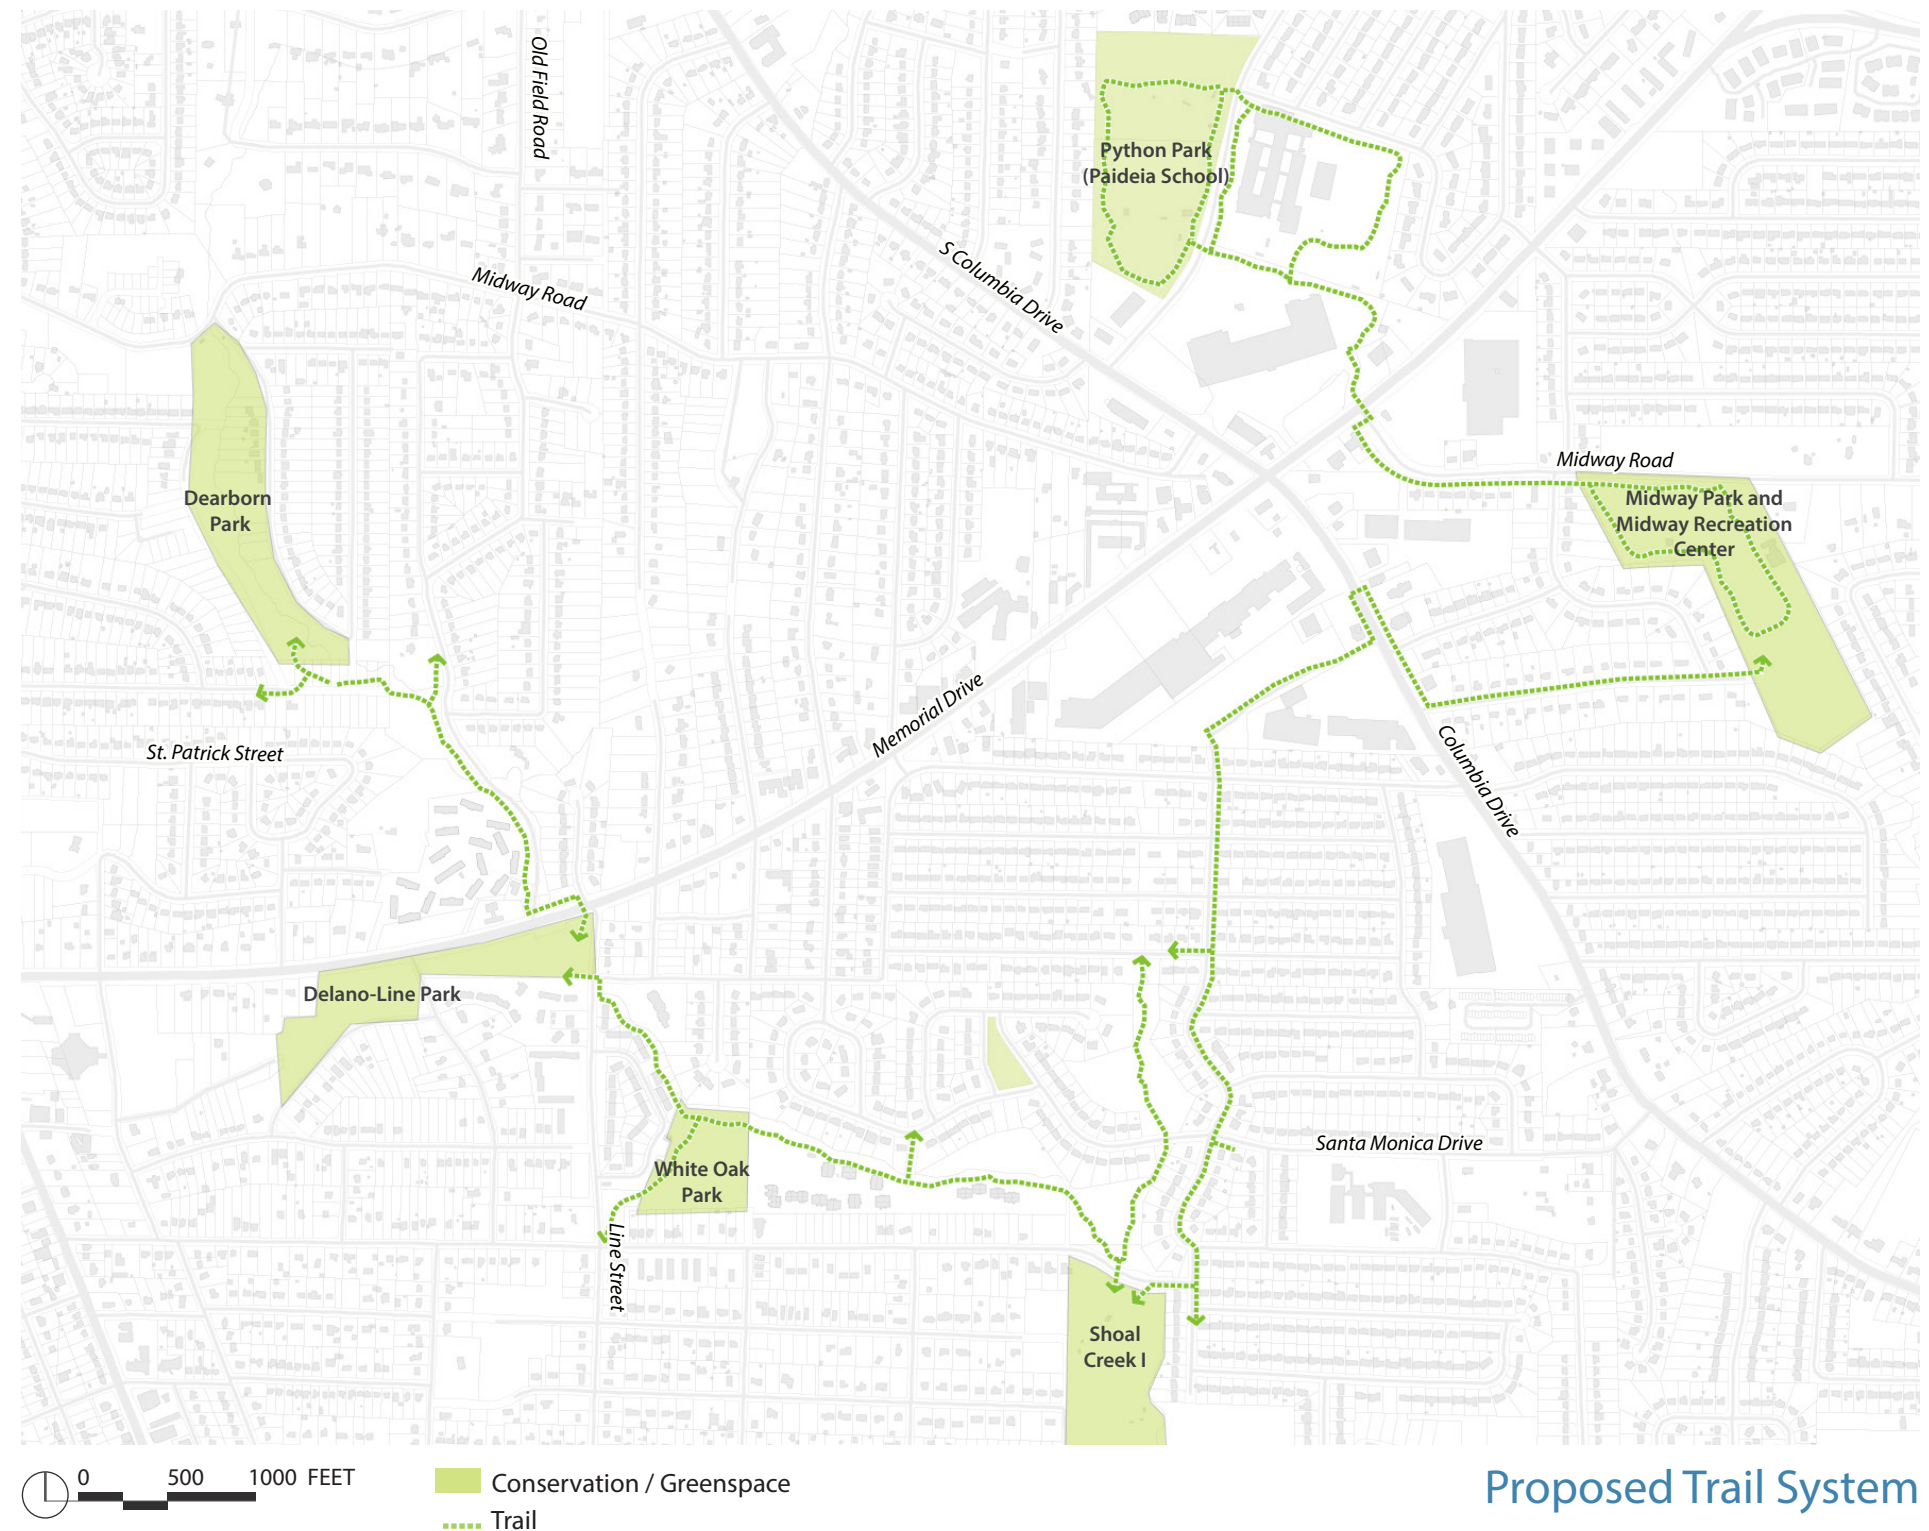 Old Field Road
Python Park
(Paideia School)
S Columbia Drive
Midway Road
Midway Road
Dearborn
Park
Midway Park and
Midway Recreation
Center
Memorial Drive
St. Patrick Street
Columbia Drive
Delano-Line Park
Santa Monica Drive
White Oak
Park
Line Street
Shoal
Creek I
0 500 1000 FEET
Conservation / Greenspace
Trail
Proposed Trail System